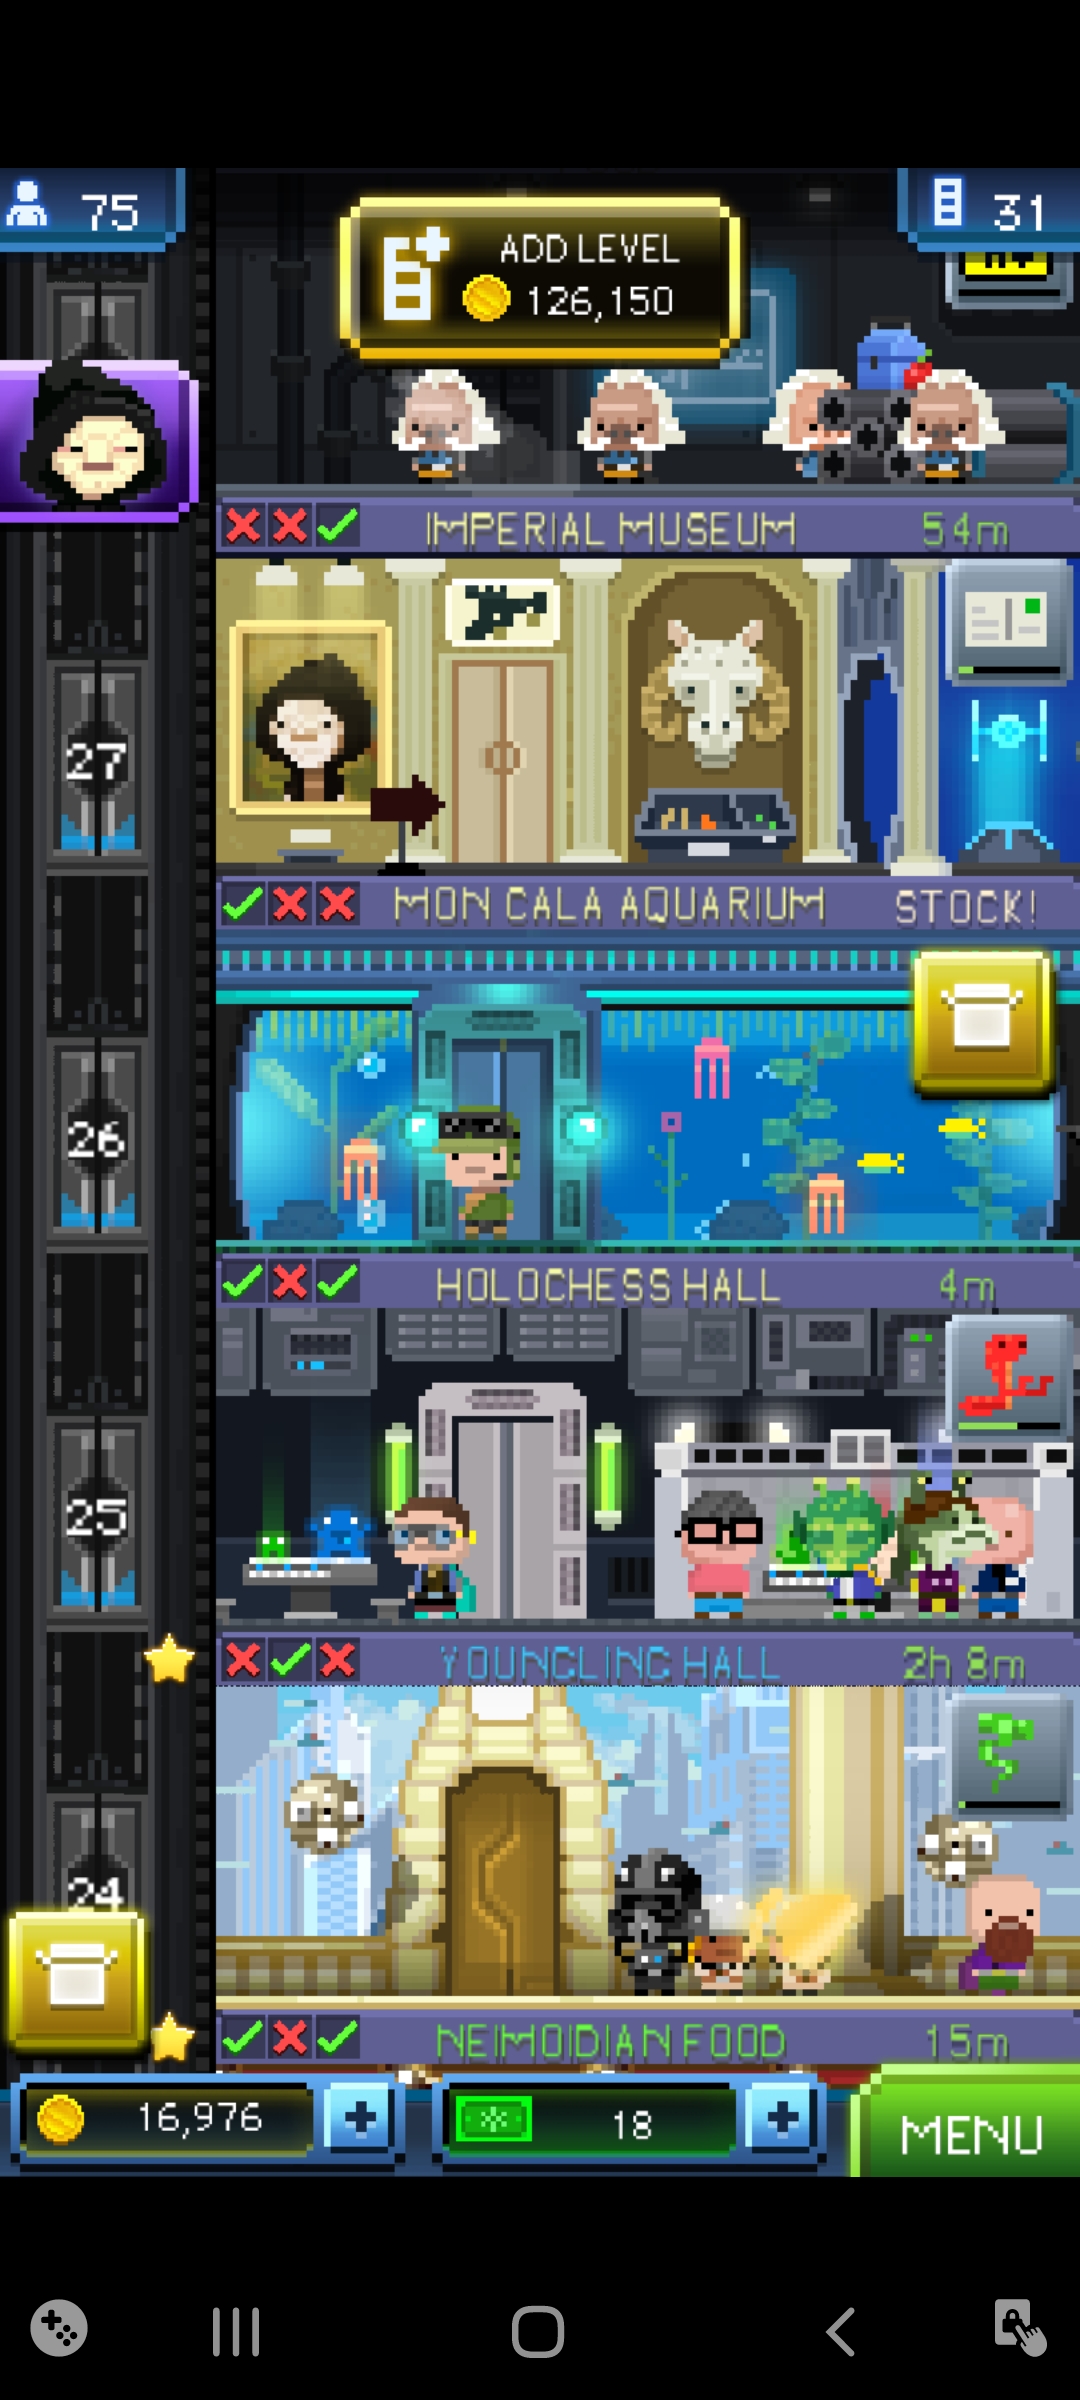 75
ADD LEVEL
126,150
31
IMPERIAL MUSEUM 54m
27
MON CALA AQUARIUM STOCK!
26
HOLOCHESS HALL 4m
25
YOUNGLING HALL 2h 8m
24
NEIMOIDIAN FOOD 15m
16,976
18
MENU